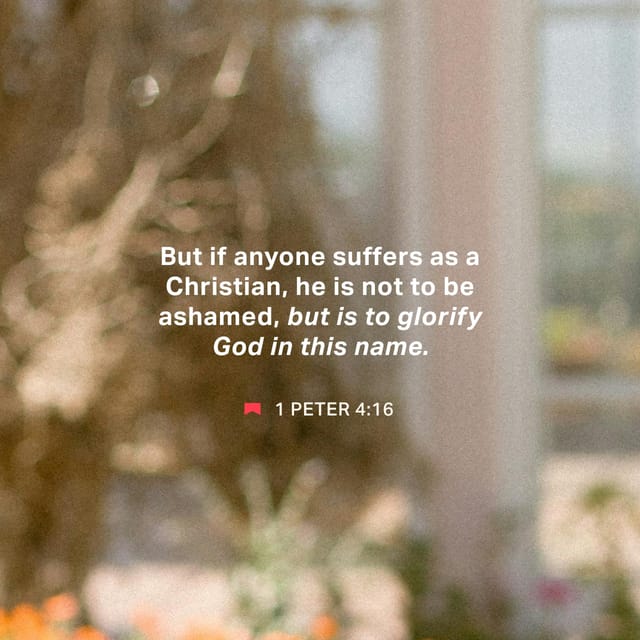 But if anyone suffers as a
Christian, he is not to be
ashamed, but is to glorify
God in this name.
1 PETER 4:16